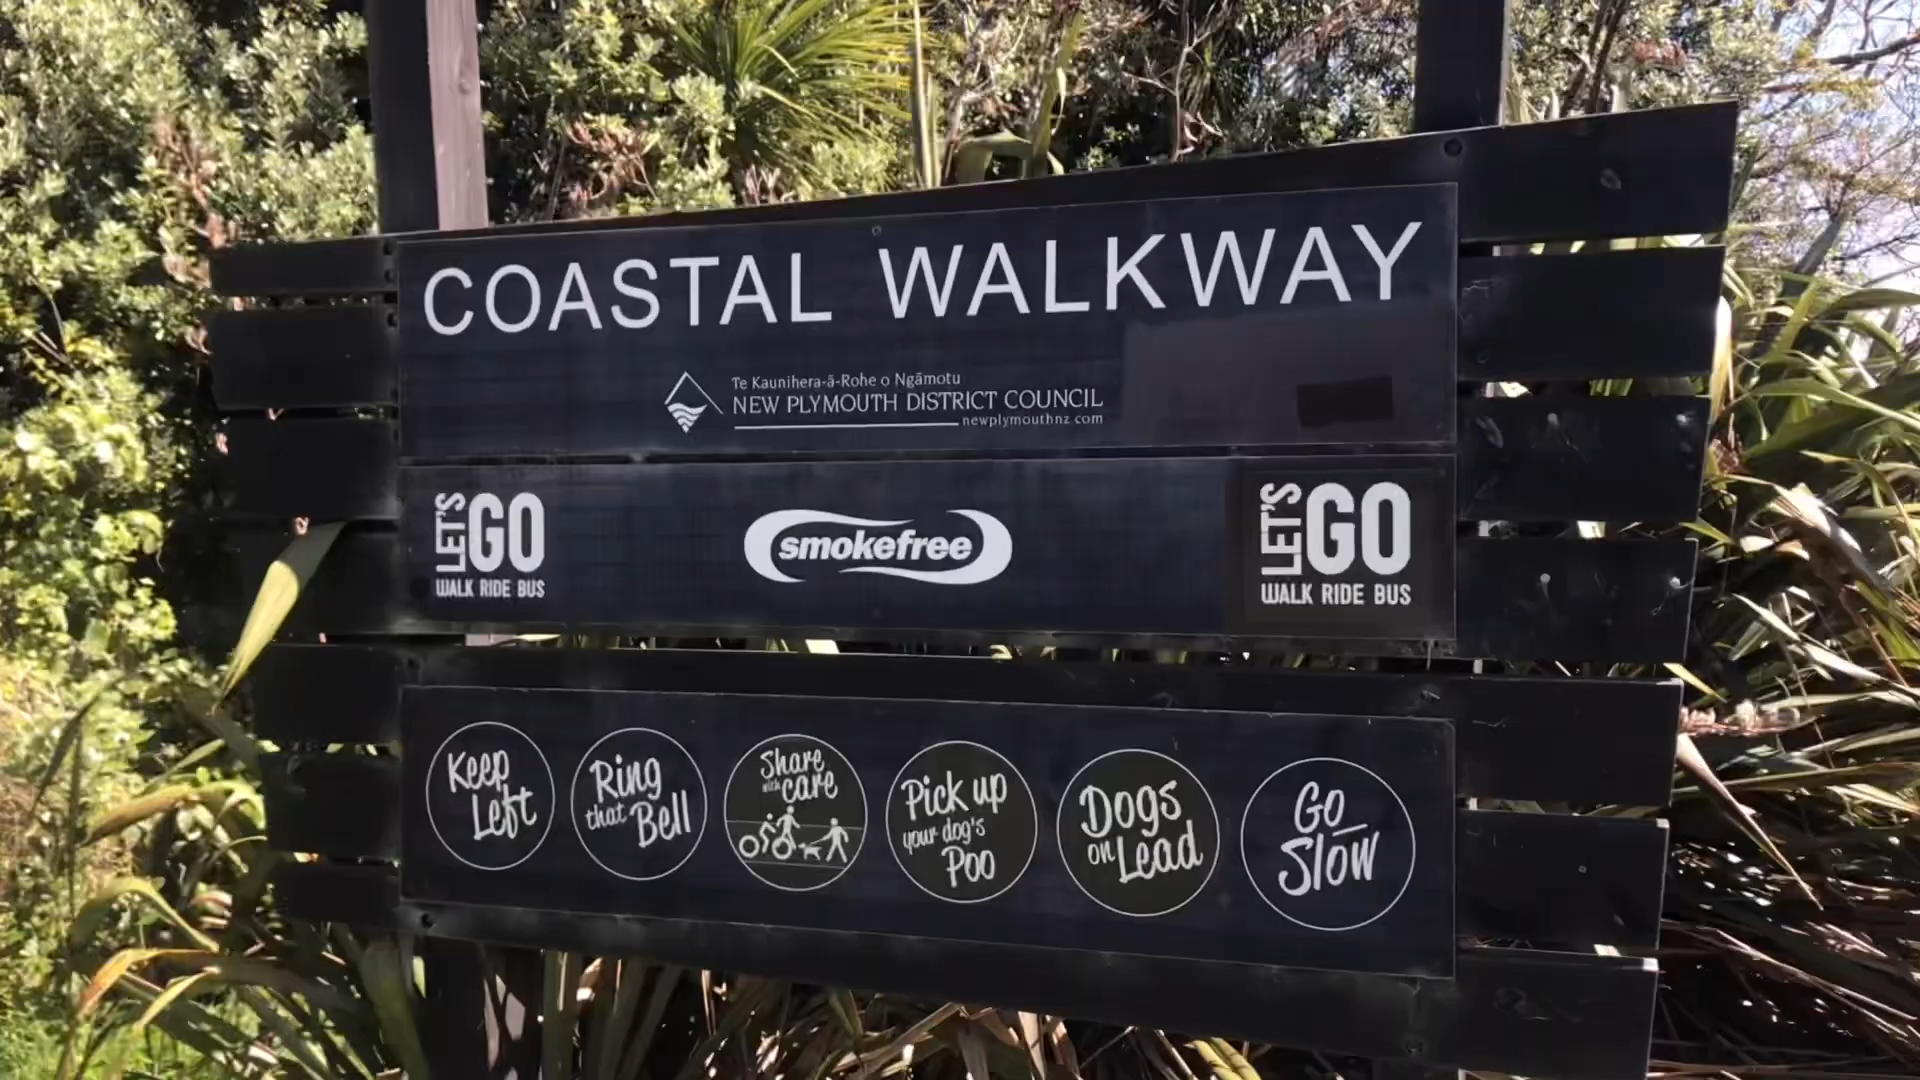 COASTAL WALKWAY
Te Kaunihera-ā-Rohe o Ngāmotu
NEW PLYMOUTH DISTRICT COUNCIL
newplymouthnz.com
LET'S GO
WALK RIDE BUS
smokefree
LET'S GO
WALK RIDE BUS
Keep
Left
Ring
that Bell
Share
with care
Pick up
your dog's
Poo
Dogs
on Lead
Go
Slow